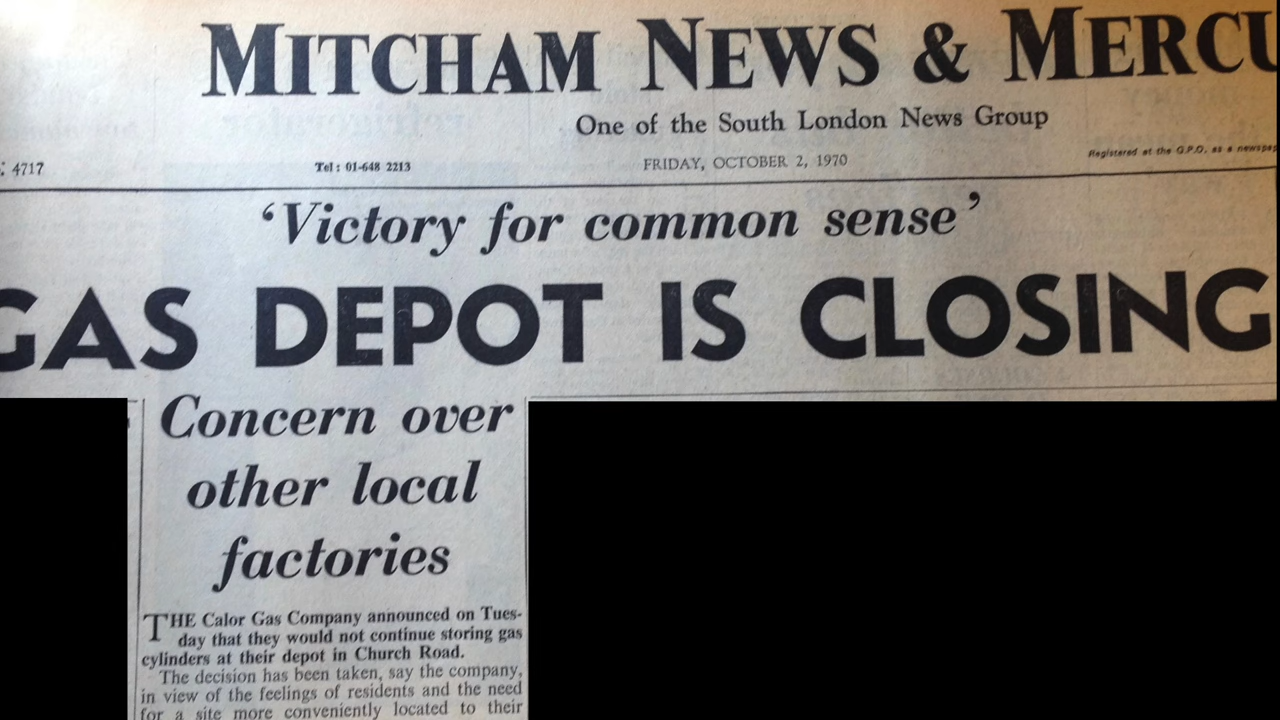 MITCHAM NEWS & MERCU
One of the South London News Group
: 4717 Tel : 01-648 2213 FRIDAY, OCTOBER 2, 1970 Registered at the G.P.O. as a newspap
‘Victory for common sense’
GAS DEPOT IS CLOSING
Concern over
other local
factories
THE Calor Gas Company announced on Tues-
day that they would not continue storing gas
cylinders at their depot in Church Road.
The decision has been taken, say the company,
in view of the feelings of residents and the need
for a site more conveniently located to their